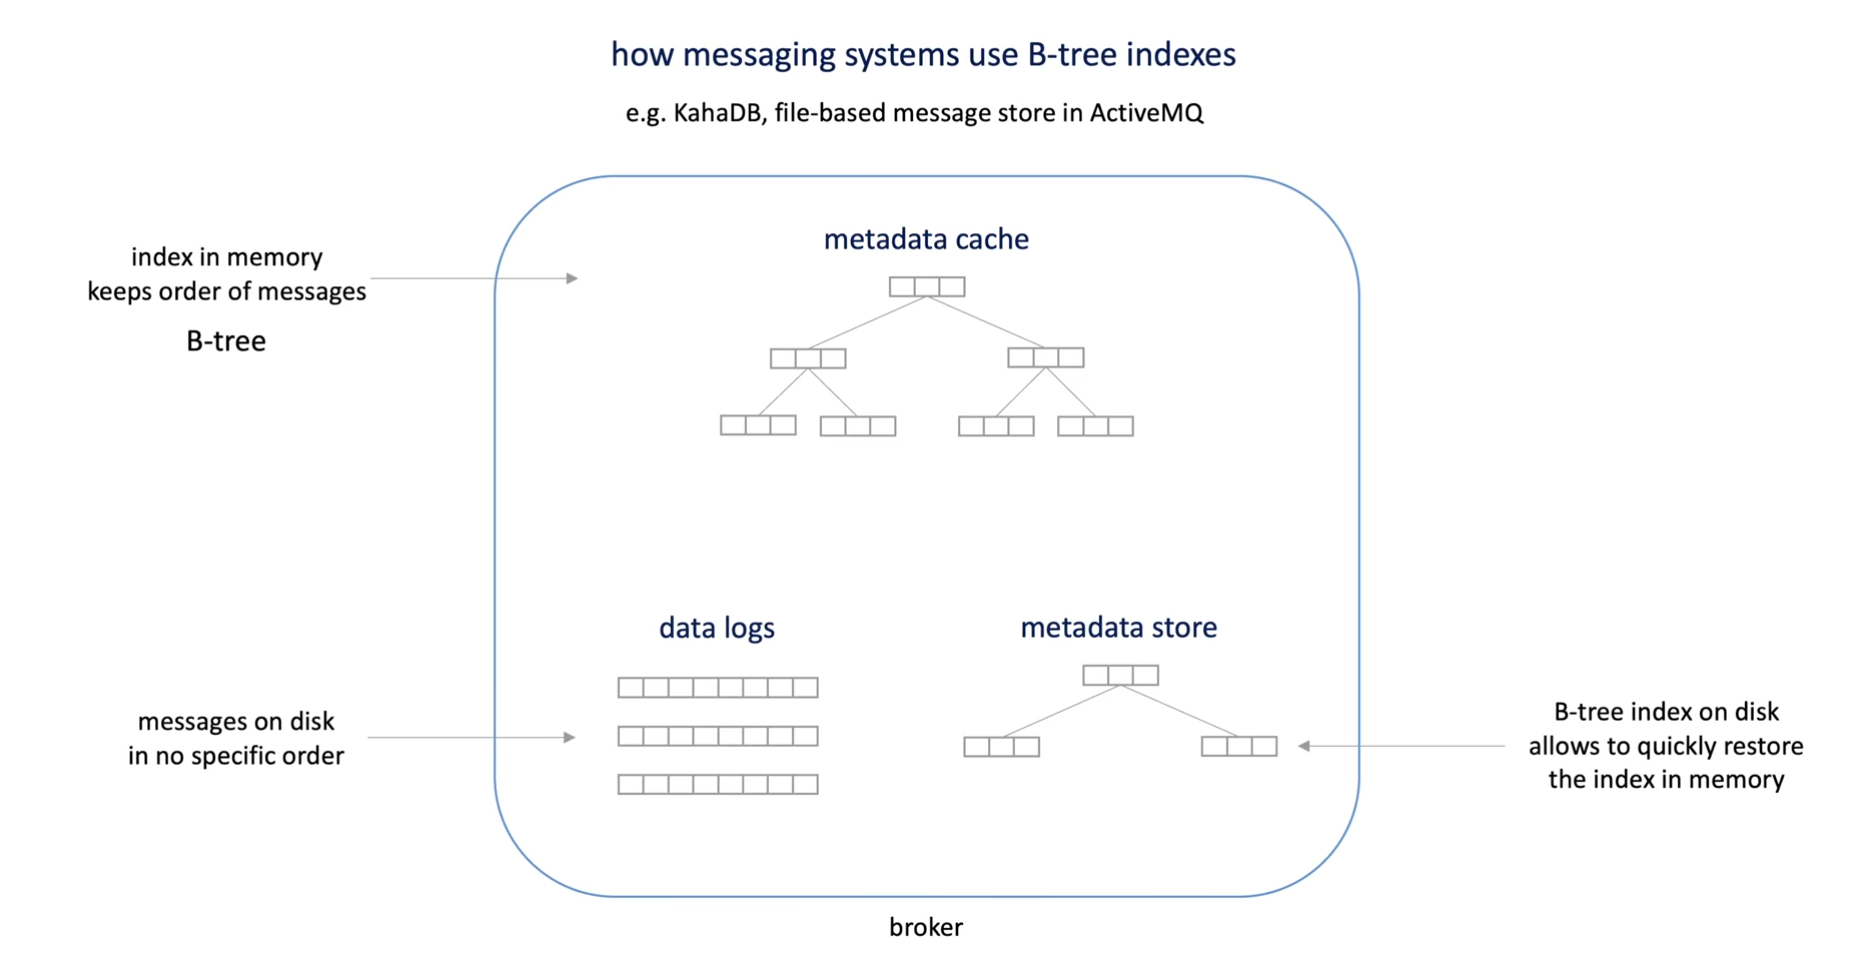 how messaging systems use B-tree indexes
e.g. KahaDB, file-based message store in ActiveMQ
index in memory
keeps order of messages
B-tree
metadata cache
data logs
metadata store
messages on disk
in no specific order
B-tree index on disk
allows to quickly restore
the index in memory
broker